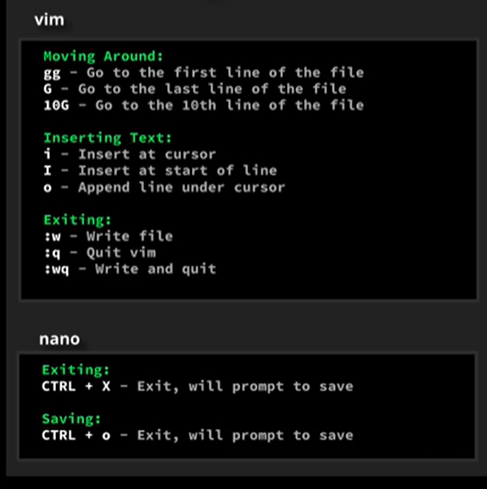 vim
Moving Around:
gg - Go to the first line of the file
G - Go to the last line of the file
10G - Go to the 10th line of the file
Inserting Text:
i - Insert at cursor
I - Insert at start of line
o - Append line under cursor
Exiting:
:w - Write file
:q - Quit vim
:wq - Write and quit
nano
Exiting:
CTRL + X - Exit, will prompt to save
Saving:
CTRL + o - Exit, will prompt to save